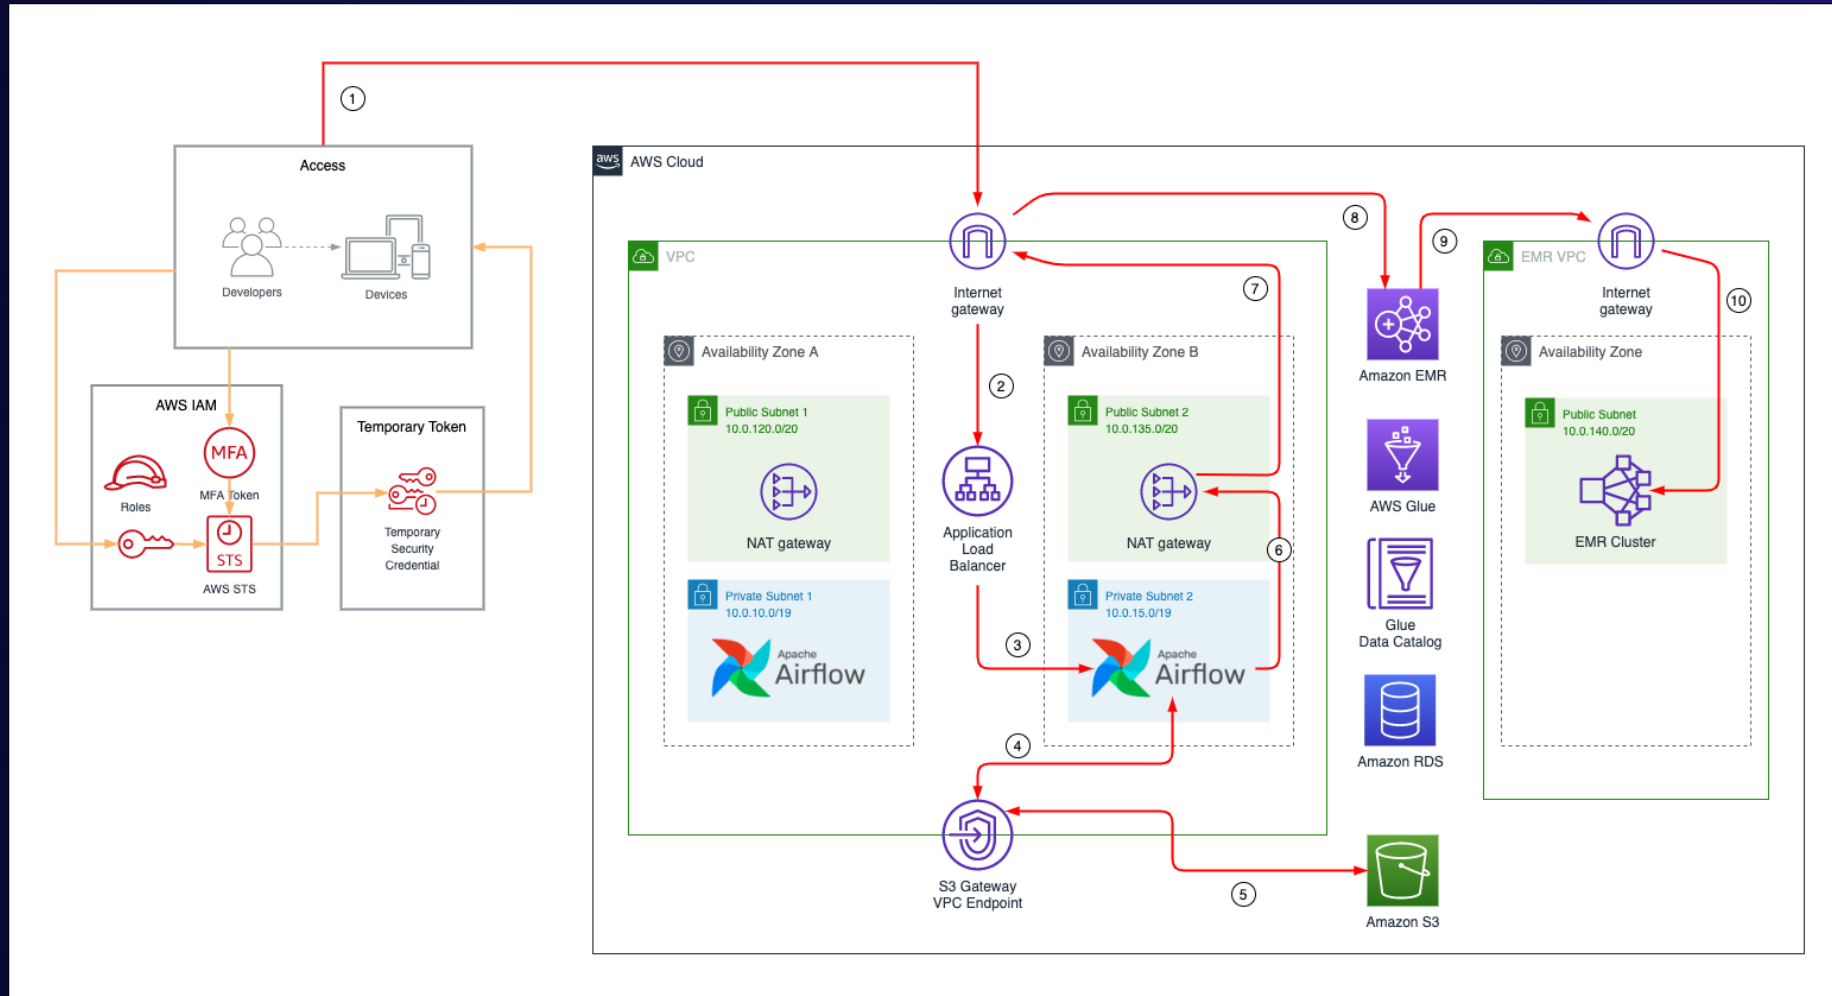 1
Access
Developers
Devices
AWS IAM
MFA
MFA Token
Roles
STS
AWS STS
Temporary Token
Temporary
Security
Credential
aws
AWS Cloud
VPC
Internet
gateway
8
9
7
10
EMR VPC
Internet
gateway
Availability Zone A
Public Subnet 1
10.0.120.0/20
NAT gateway
Private Subnet 1
10.0.10.0/19
Apache
Airflow
2
Application
Load
Balancer
3
4
Availability Zone B
Public Subnet 2
10.0.135.0/20
NAT gateway
6
Private Subnet 2
10.0.15.0/19
Apache
Airflow
S3 Gateway
VPC Endpoint
5
Amazon EMR
AWS Glue
Glue
Data Catalog
Amazon RDS
Amazon S3
Availability Zone
Public Subnet
10.0.140.0/20
EMR Cluster